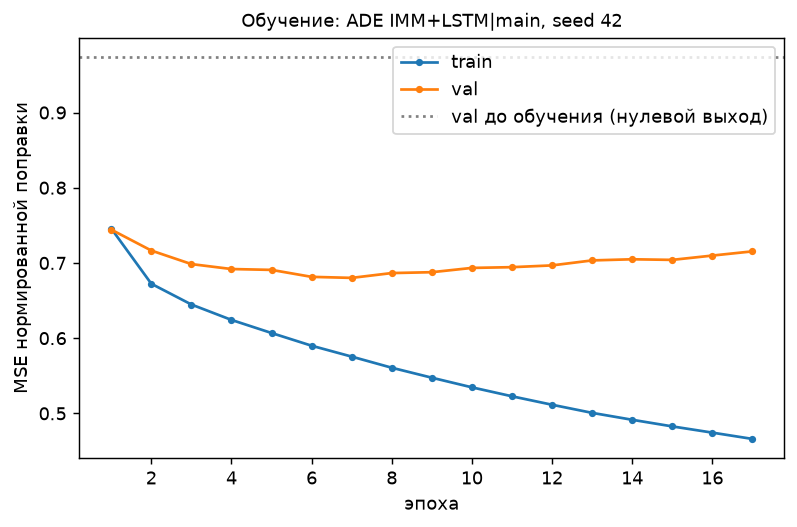 Обучение: ADE IMM+LSTM|main, seed 42
train
val
val до обучения (нулевой выход)
MSE нормированной поправки
0.9
0.8
0.7
0.6
0.5
2 4 6 8 10 12 14 16
эпоха